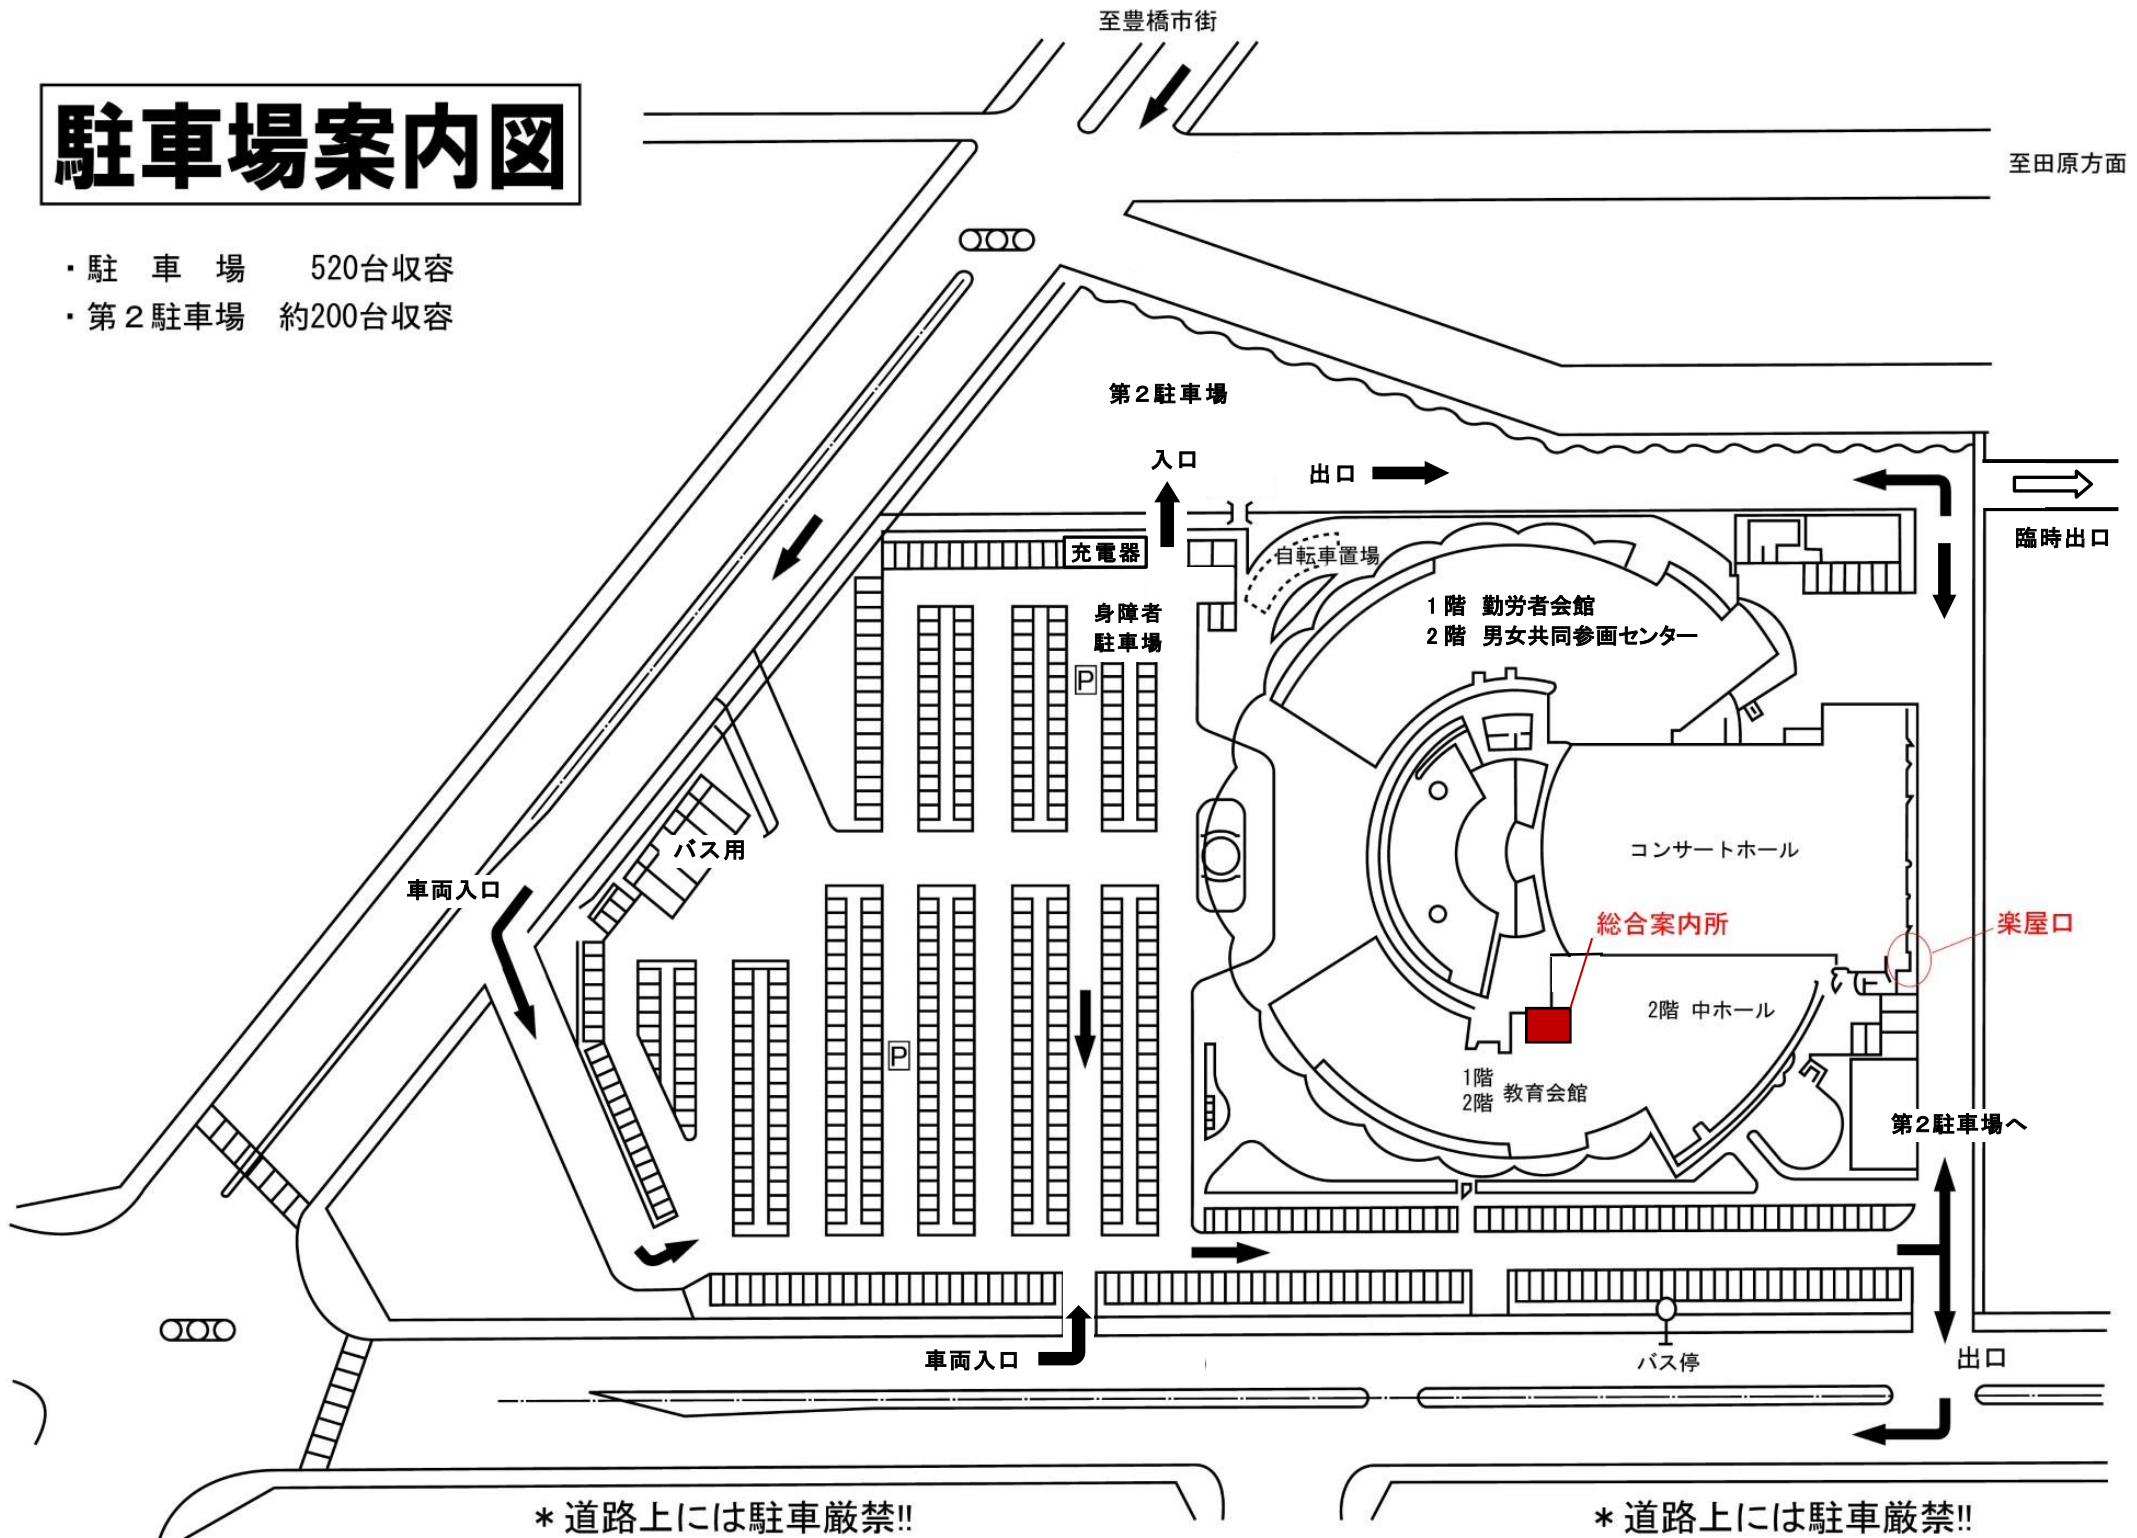 至豊橋市街
駐車場案内図
至田原方面
・駐　車　場　520台収容
・第２駐車場　約200台収容
第２駐車場
入口
出口
臨時出口
充電器
自転車置場
身障者
駐車場
1階 勤労者会館
2階 男女共同参画センター
P
バス用
コンサートホール
車両入口
総合案内所
楽屋口
2階 中ホール
P
1階
2階
教育会館
第２駐車場へ
車両入口
バス停
出口
＊道路上には駐車厳禁!!
＊道路上には駐車厳禁!!